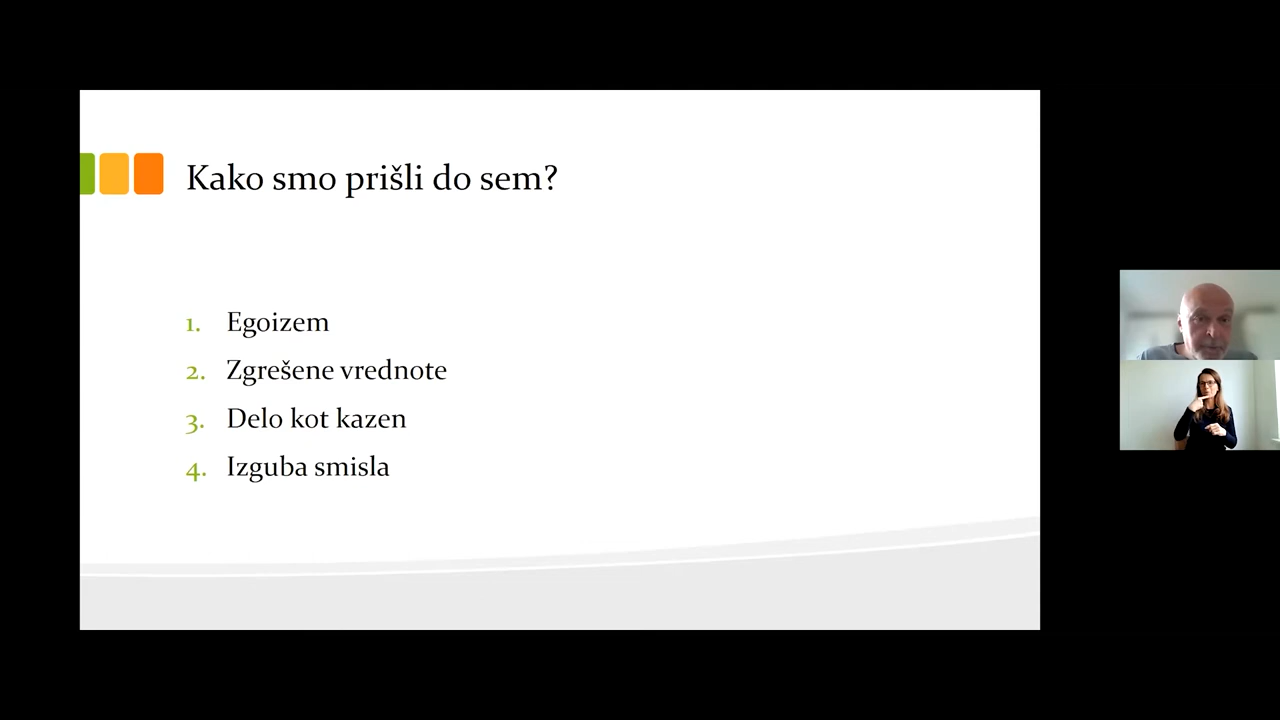 Kako smo prišli do sem?
1. Egoizem
2. Zgrešene vrednote
3. Delo kot kazen
4. Izguba smisla